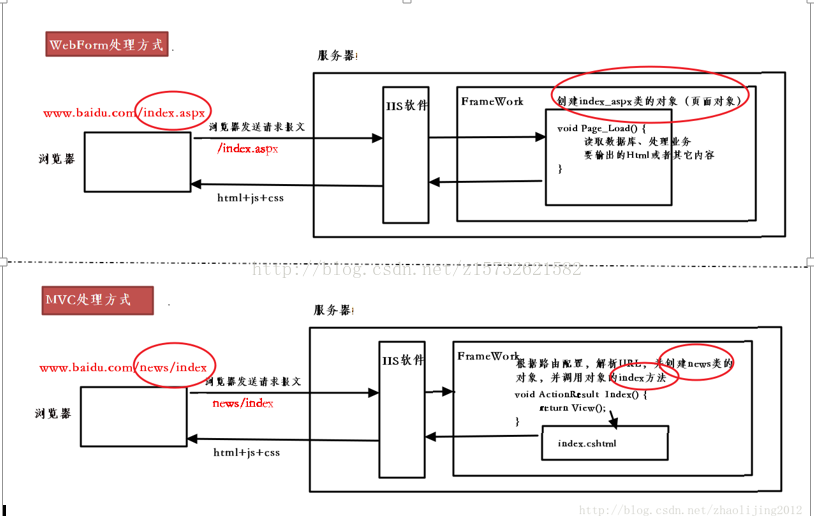 WebForm处理方式
服务器:
www.baidu.com/index.aspx
IIS软件
FrameWork
创建index_aspx类的对象（页面对象）
浏览器发送请求报文
/index.aspx
浏览器
void Page_Load() {
读取数据库、处理业务
要输出的Html或者其它内容
}
html+js+css
http://blog.csdn.net/z15732621582
MVC处理方式
服务器:
www.baidu.com/news/index
IIS软件
FrameWork
根据路由配置，解析URL，并创建news类的
对象，并调用对象的index方法
浏览器发送请求报文
news/index
浏览器
void ActionResult Index() {
return View();
}
index.cshtml
html+js+css
http://blog.csdn.net/zhaolijing2012